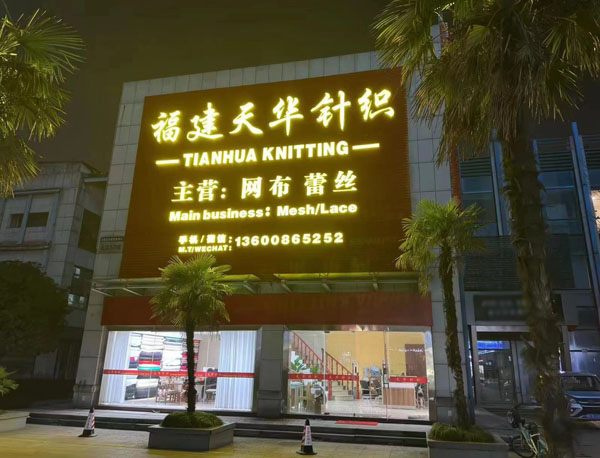 福建天华针织
TIANHUA KNITTING
主营：网布 蕾丝
Main business: Mesh/Lace
手机/微信：13600865252
M.T/WECHAT: